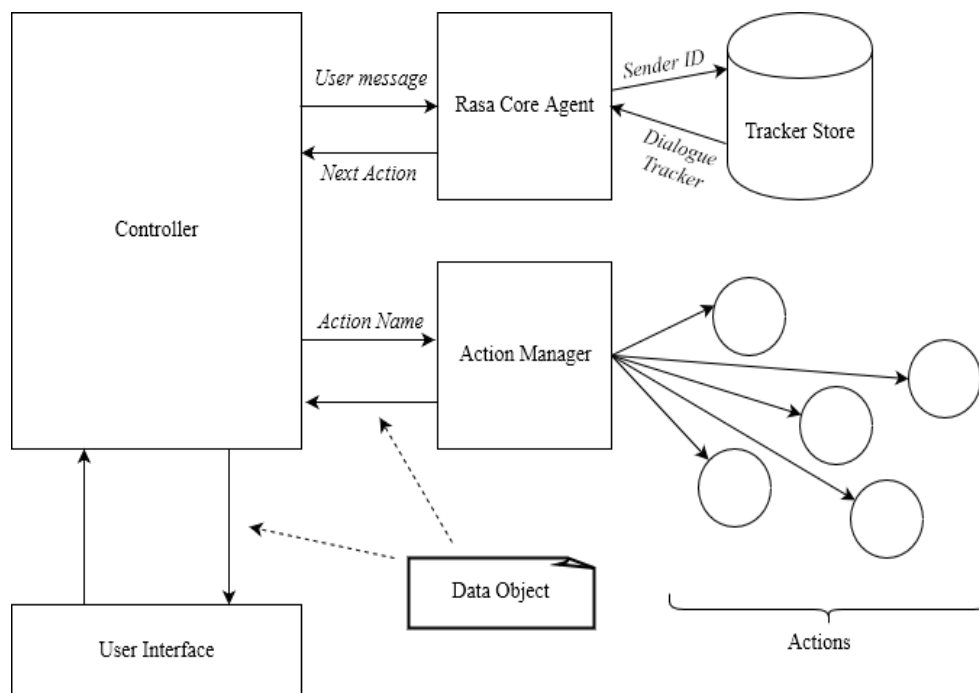 User message
Sender ID
Rasa Core Agent
Tracker Store
Dialogue
Tracker
Next Action
Controller
Action Name
Action Manager
Data Object
User Interface
Actions